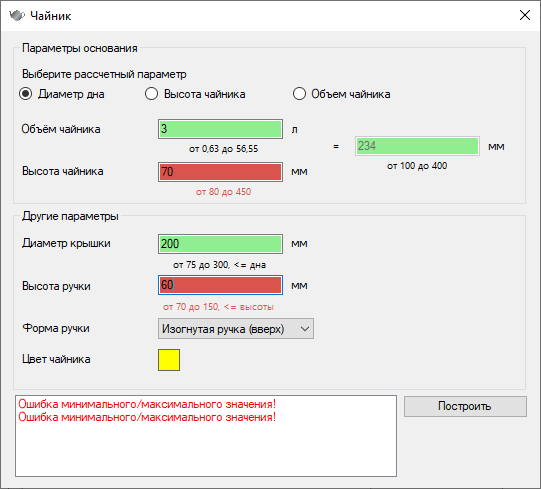 Чайник
Параметры основания
Выберите рассчетный параметр
Диаметр дна Высота чайника Объем чайника
Объём чайника 3 л = 234 мм
от 0,63 до 56,55 от 100 до 400
Высота чайника 70 мм
от 80 до 450
Другие параметры
Диаметр крышки 200 мм
от 75 до 300, <= дна
Высота ручки 60 мм
от 70 до 150, <= высоты
Форма ручки Изогнутая ручка (вверх)
Цвет чайника
Ошибка минимального/максимального значения!
Ошибка минимального/максимального значения!
Построить